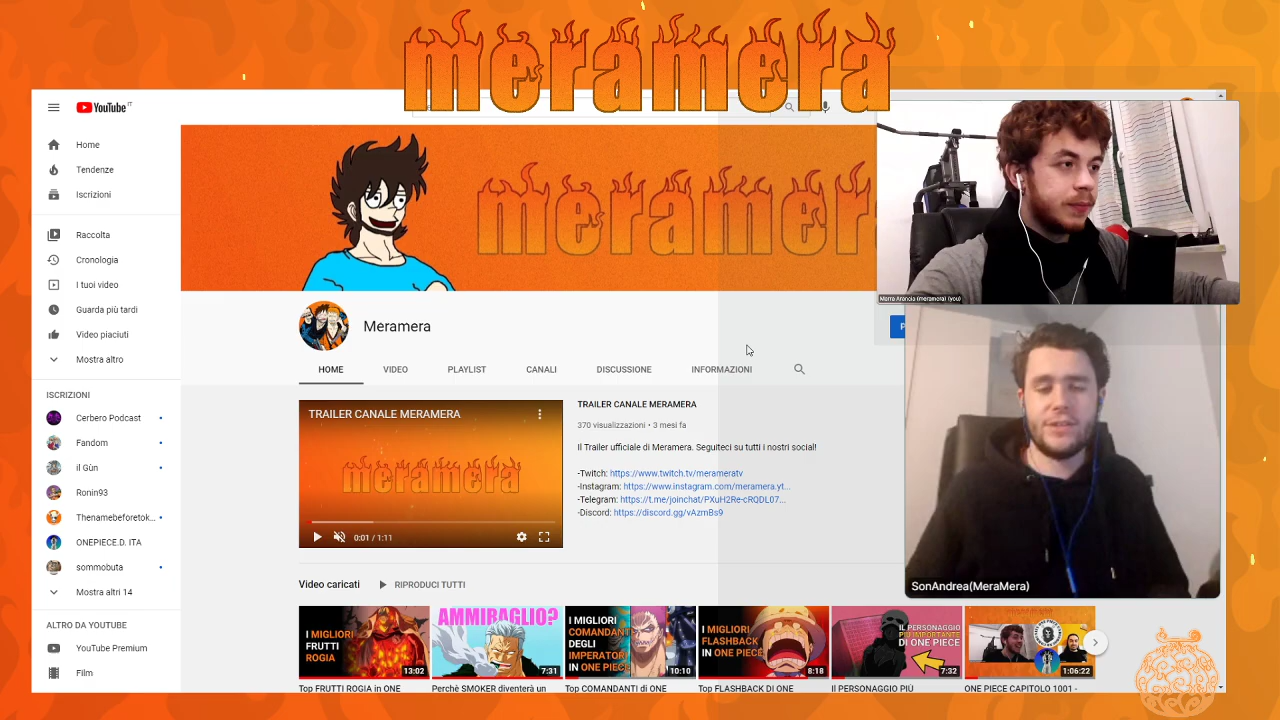 meramera
YouTube IT
Home
Tendenze
Iscrizioni
Raccolta
Cronologia
I tuoi video
Guarda più tardi
Video piaciuti
Mostra altro
ISCRIZIONI
Cerbero Podcast
Fandom
il Gùn
Ronin93
Thenamebeforetok...
ONEPIECE.D. ITA
sommobuta
Mostra altri 14
ALTRO DA YOUTUBE
YouTube Premium
Film
meramera
Marra Arancia (meramera) (you)
Meramera
HOME
VIDEO
PLAYLIST
CANALI
DISCUSSIONE
INFORMAZIONI
TRAILER CANALE MERAMERA
meramera
0:01 / 1:11
TRAILER CANALE MERAMERA
370 visualizzazioni • 3 mesi fa
Il Trailer ufficiale di Meramera. Seguiteci su tutti i nostri social!
-Twitch: https://www.twitch.tv/merameratv
-Instagram: https://www.instagram.com/meramera.yt...
-Telegram: https://t.me/joinchat/PXuH2Re-cRQDL07...
-Discord: https://discord.gg/vAzmBs9
SonAndrea(MeraMera)
Video caricati
RIPRODUCI TUTTI
I MIGLIORI
FRUTTI
ROGIA
13:02
AMMIRAGLIO?
7:31
I MIGLIORI
COMANDANTI
DEGLI
IMPERATORI
IN ONE PIECE
10:10
I MIGLIORI
FLASHBACK
IN ONE PIECE
8:18
IL PERSONAGGIO
PIÙ IMPORTANTE
DI ONE PIECE
7:32
1:06:22
Top FRUTTI ROGIA in ONE
Perchè SMOKER diventerà un
Top COMANDANTI di ONE
Top FLASHBACK DI ONE
Il PERSONAGGIO PIÙ
ONE PIECE CAPITOLO 1001 -